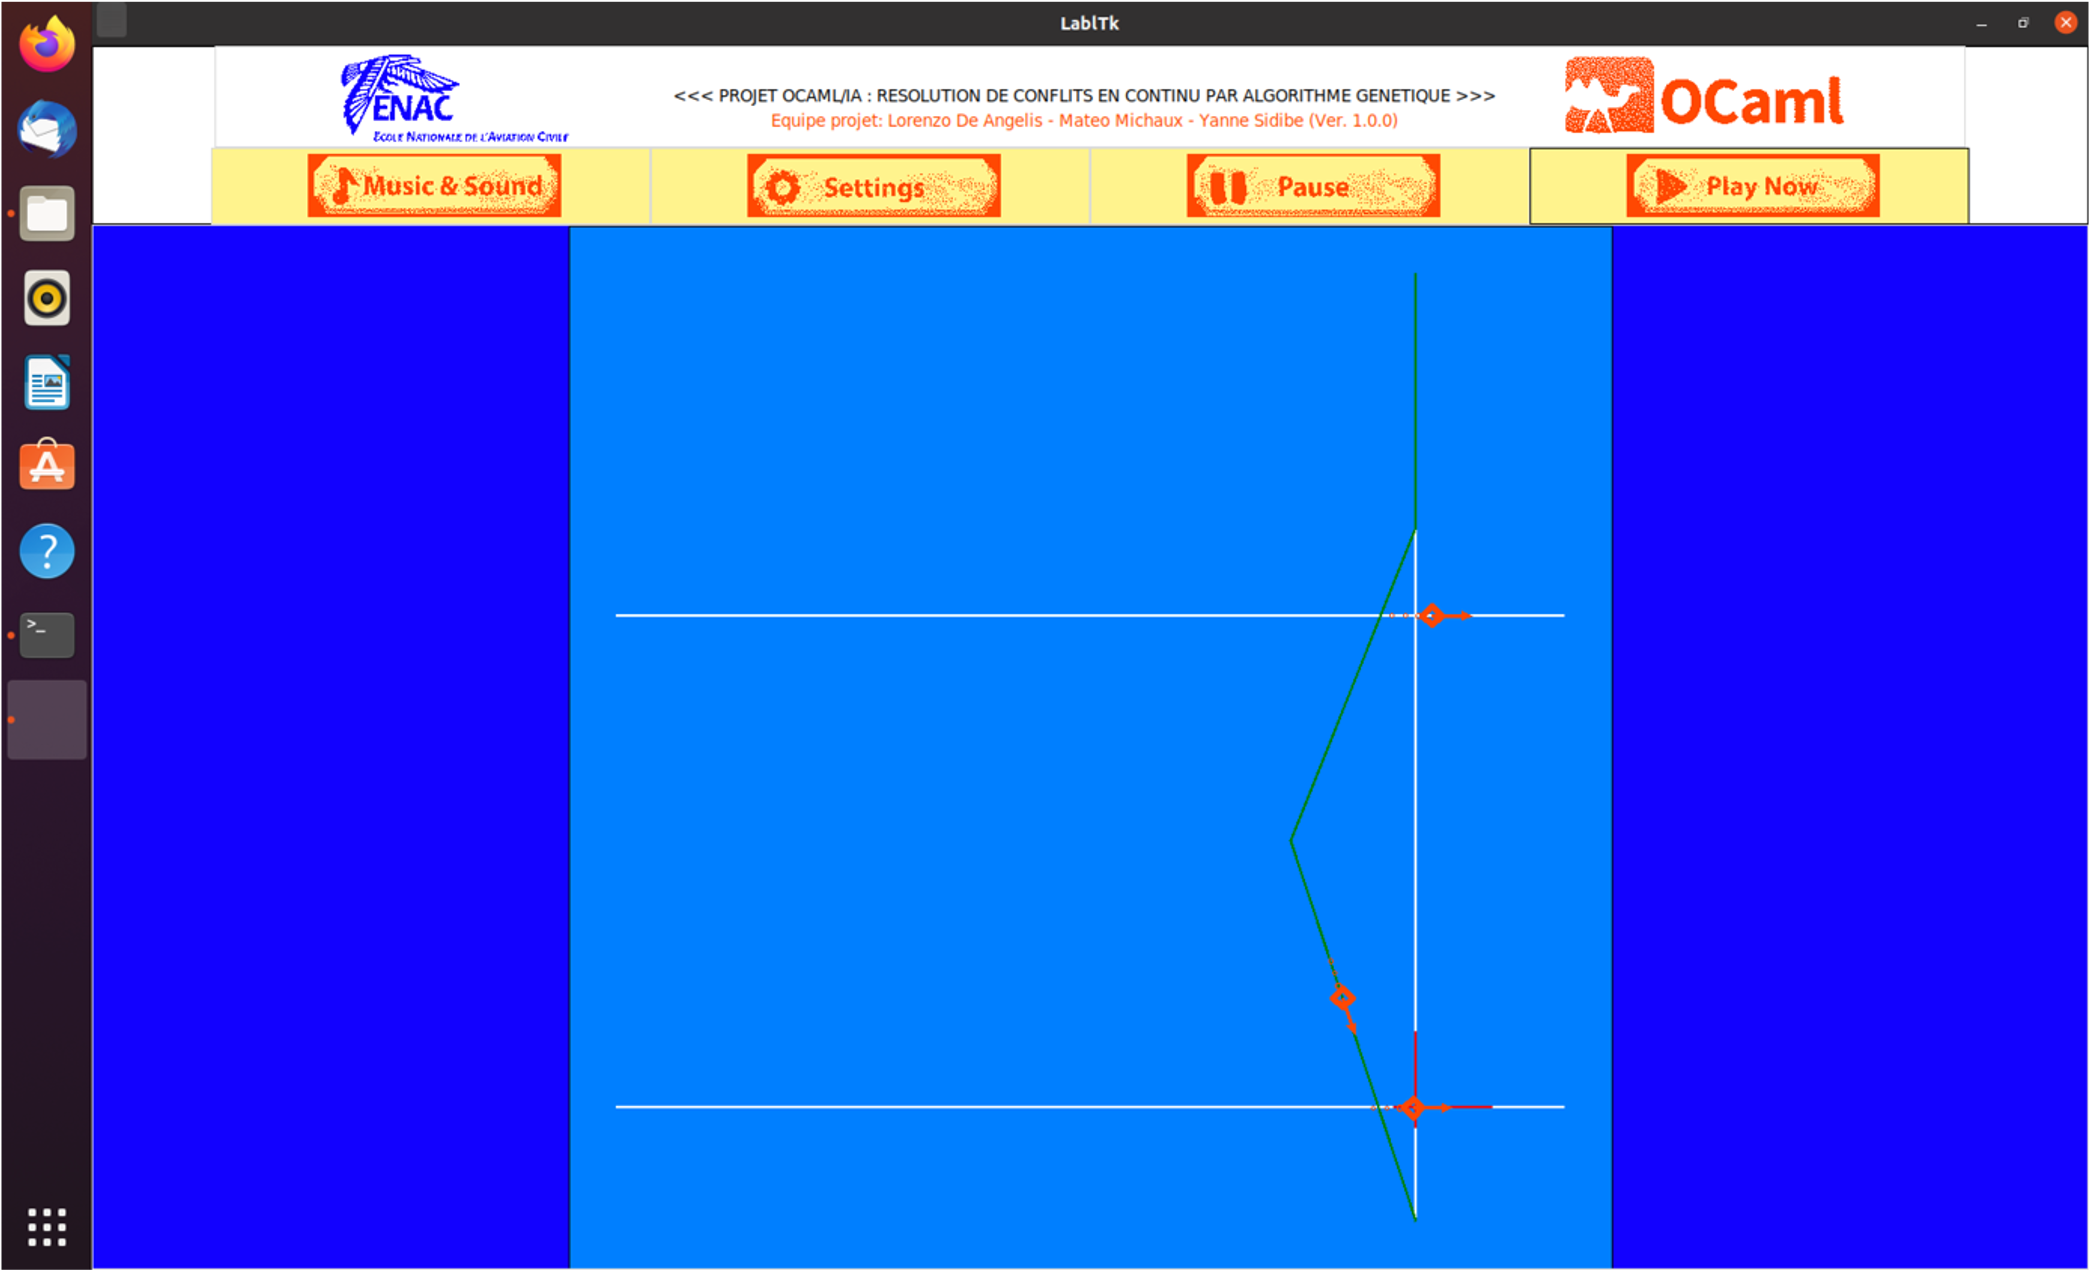 LablTk
ENAC
ECOLE NATIONALE DE L'AVIATION CIVILE
<<< PROJET OCAML/IA : RESOLUTION DE CONFLITS EN CONTINU PAR ALGORITHME GENETIQUE >>>
Equipe projet: Lorenzo De Angelis - Mateo Michaux - Yanne Sidibe (Ver. 1.0.0)
OCaml
Music & Sound
Settings
Pause
Play Now